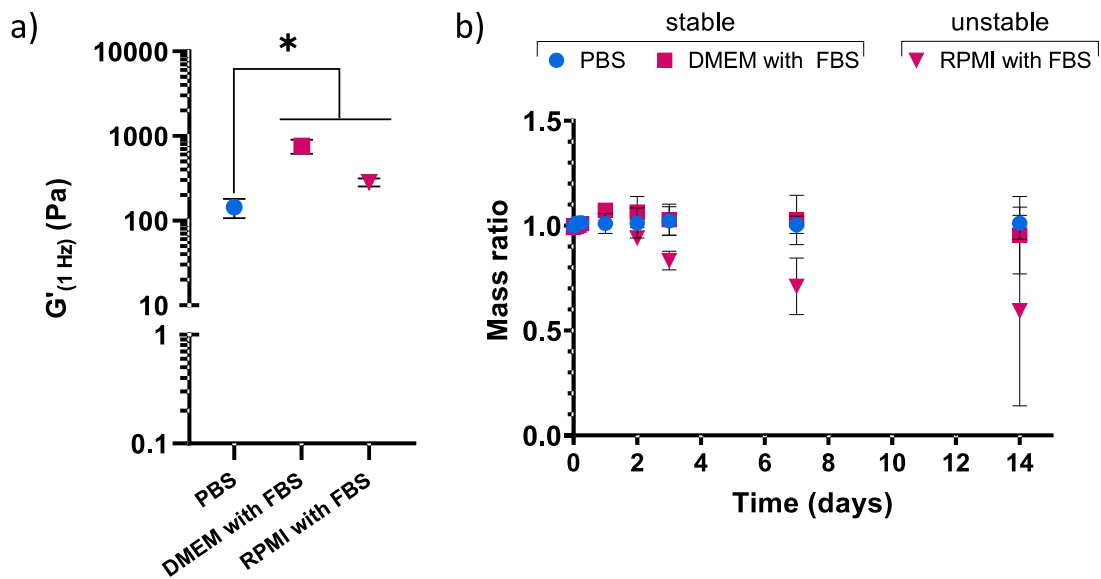 a)
*
10000
1000
100
10
1
0.1
G'(1 Hz) (Pa)
PBS
DMEM with FBS
RPMI with FBS
b)
stable unstable
PBS DMEM with FBS RPMI with FBS
1.5
1.0
0.5
0.0
Mass ratio
0 2 4 6 8 10 12 14
Time (days)